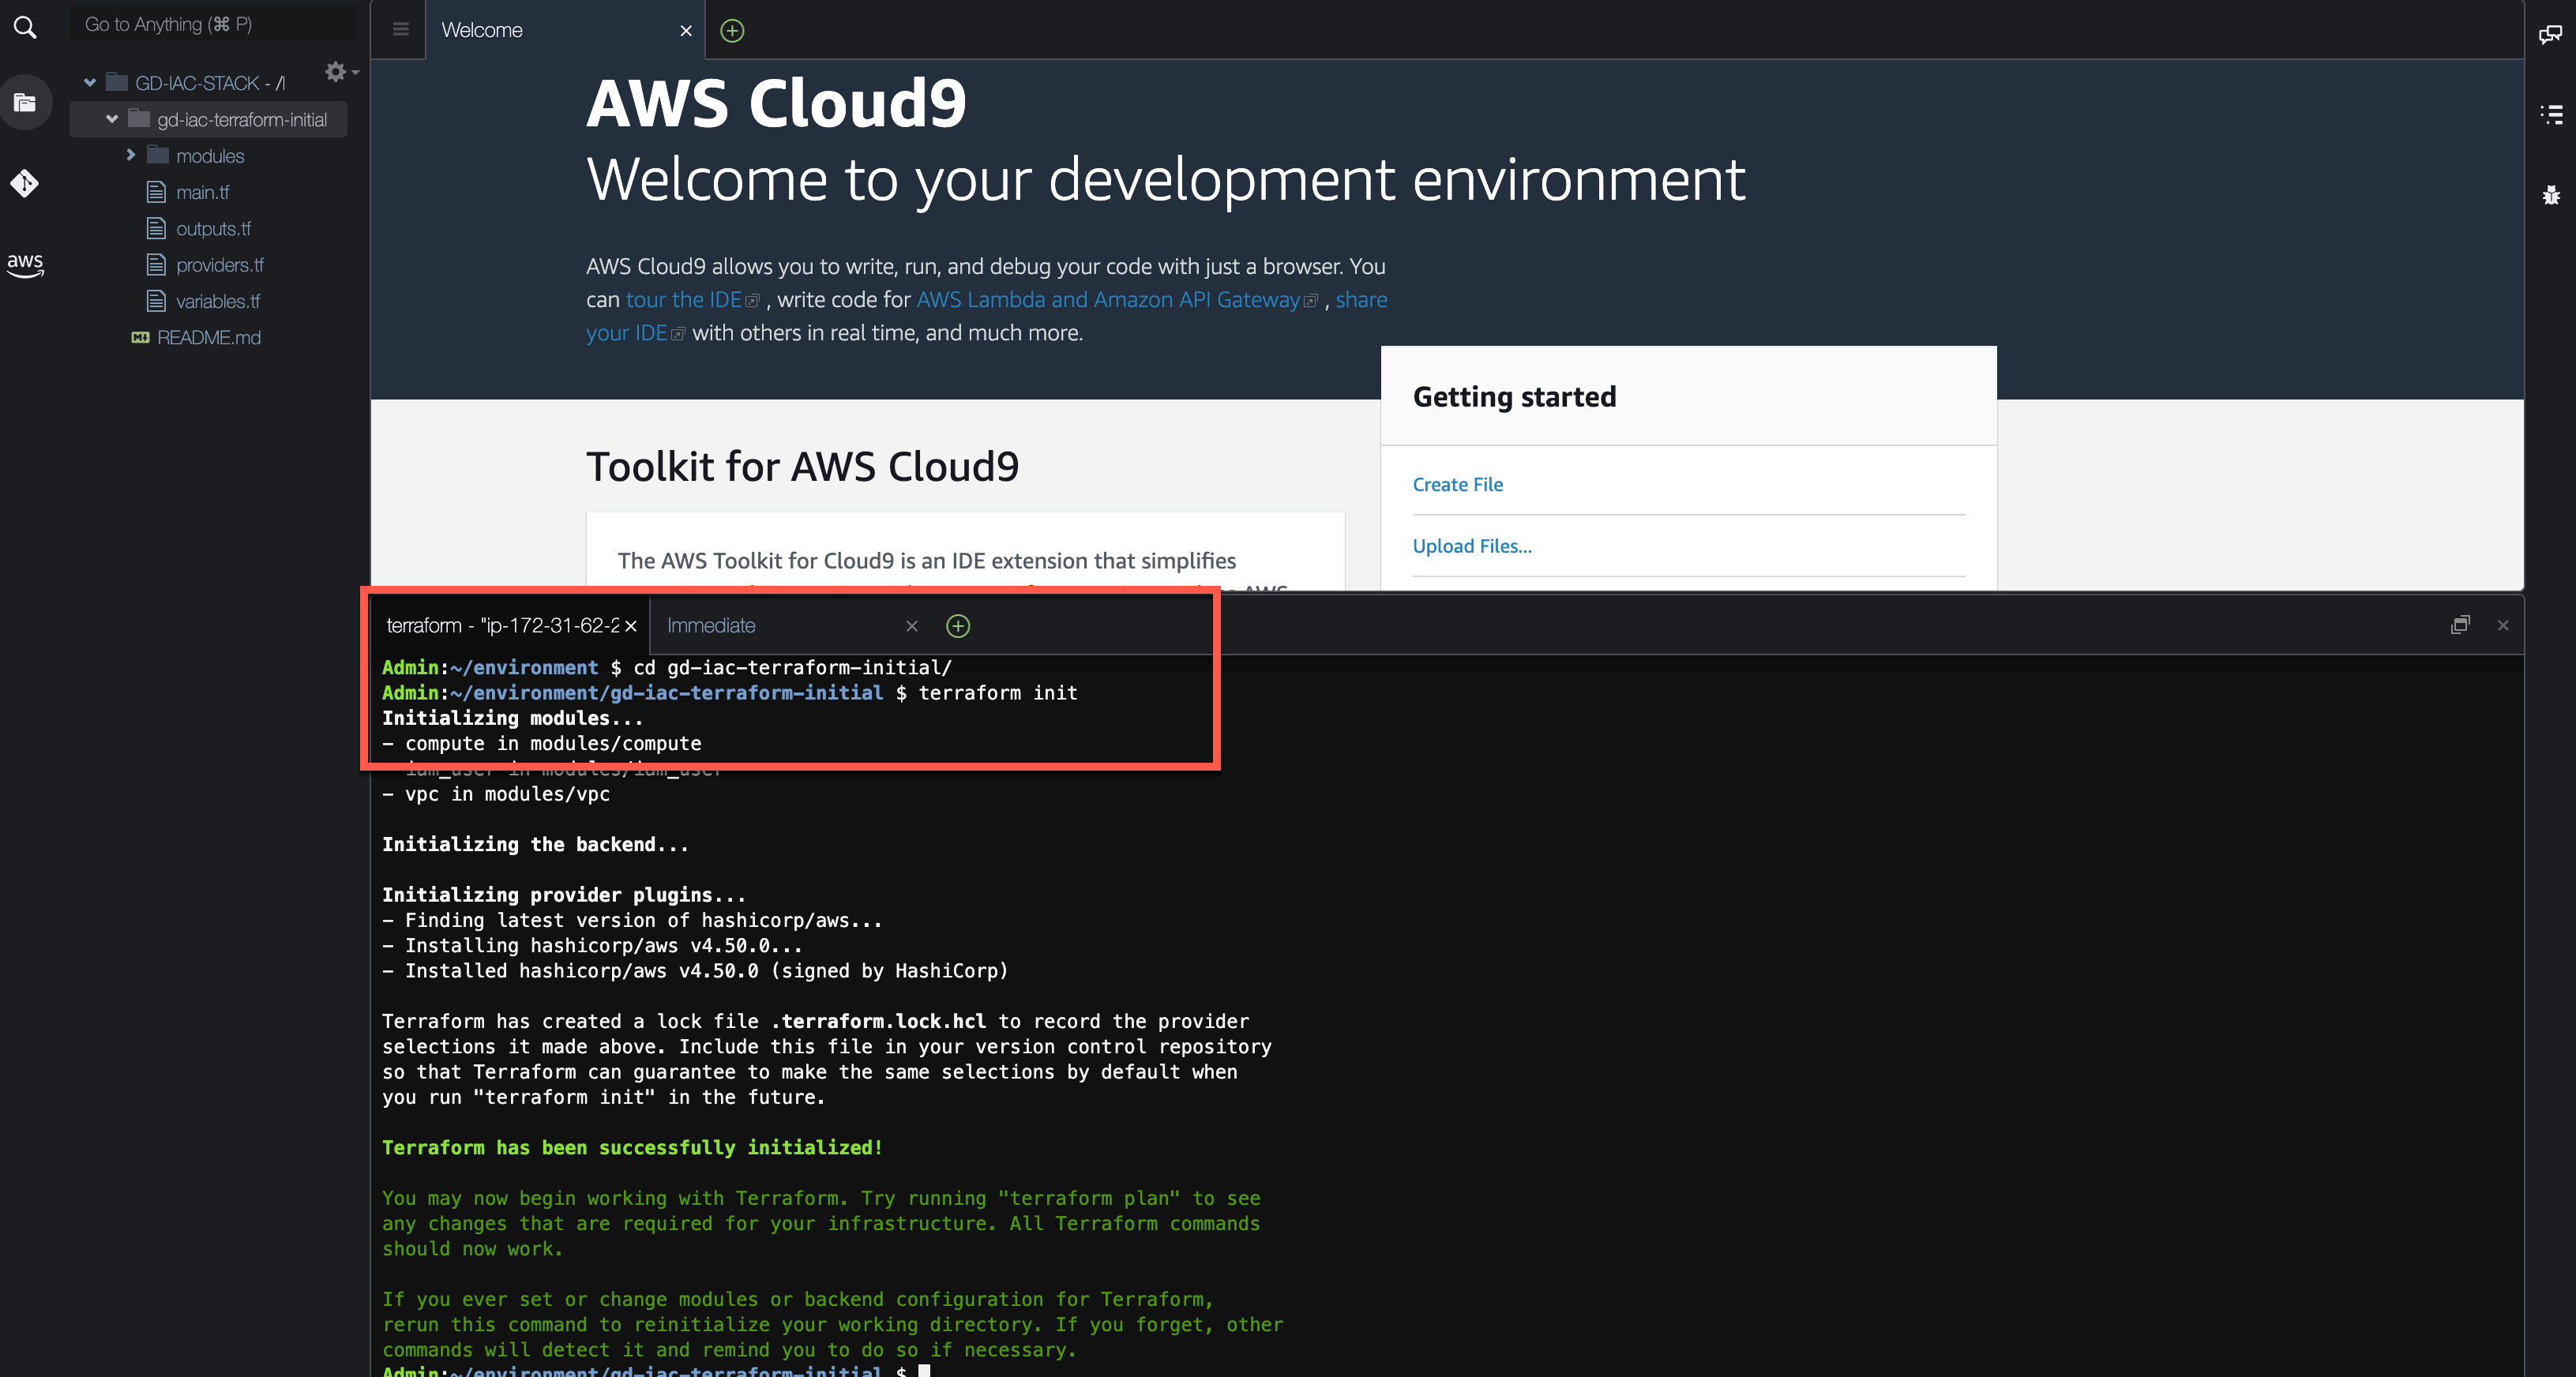 Go to Anything (⌘ P)
GD-IAC-STACK - /
gd-iac-terraform-initial
modules
main.tf
outputs.tf
providers.tf
variables.tf
README.md
aws
Welcome
AWS Cloud9
Welcome to your development environment
AWS Cloud9 allows you to write, run, and debug your code with just a browser. You
can tour the IDE , write code for AWS Lambda and Amazon API Gateway , share
your IDE with others in real time, and much more.
Getting started
Create File
Upload Files...
Toolkit for AWS Cloud9
The AWS Toolkit for Cloud9 is an IDE extension that simplifies
AWS
terraform - "ip-172-31-62-2
Immediate
Admin:~/environment $ cd gd-iac-terraform-initial/
Admin:~/environment/gd-iac-terraform-initial $ terraform init
Initializing modules...
- compute in modules/compute
- iam_user in modules/iam_user
- vpc in modules/vpc
Initializing the backend...
Initializing provider plugins...
- Finding latest version of hashicorp/aws...
- Installing hashicorp/aws v4.50.0...
- Installed hashicorp/aws v4.50.0 (signed by HashiCorp)
Terraform has created a lock file .terraform.lock.hcl to record the provider
selections it made above. Include this file in your version control repository
so that Terraform can guarantee to make the same selections by default when
you run "terraform init" in the future.
Terraform has been successfully initialized!
You may now begin working with Terraform. Try running "terraform plan" to see
any changes that are required for your infrastructure. All Terraform commands
should now work.
If you ever set or change modules or backend configuration for Terraform,
rerun this command to reinitialize your working directory. If you forget, other
commands will detect it and remind you to do so if necessary.
Admin:~/environment/gd-iac-terraform-initial $